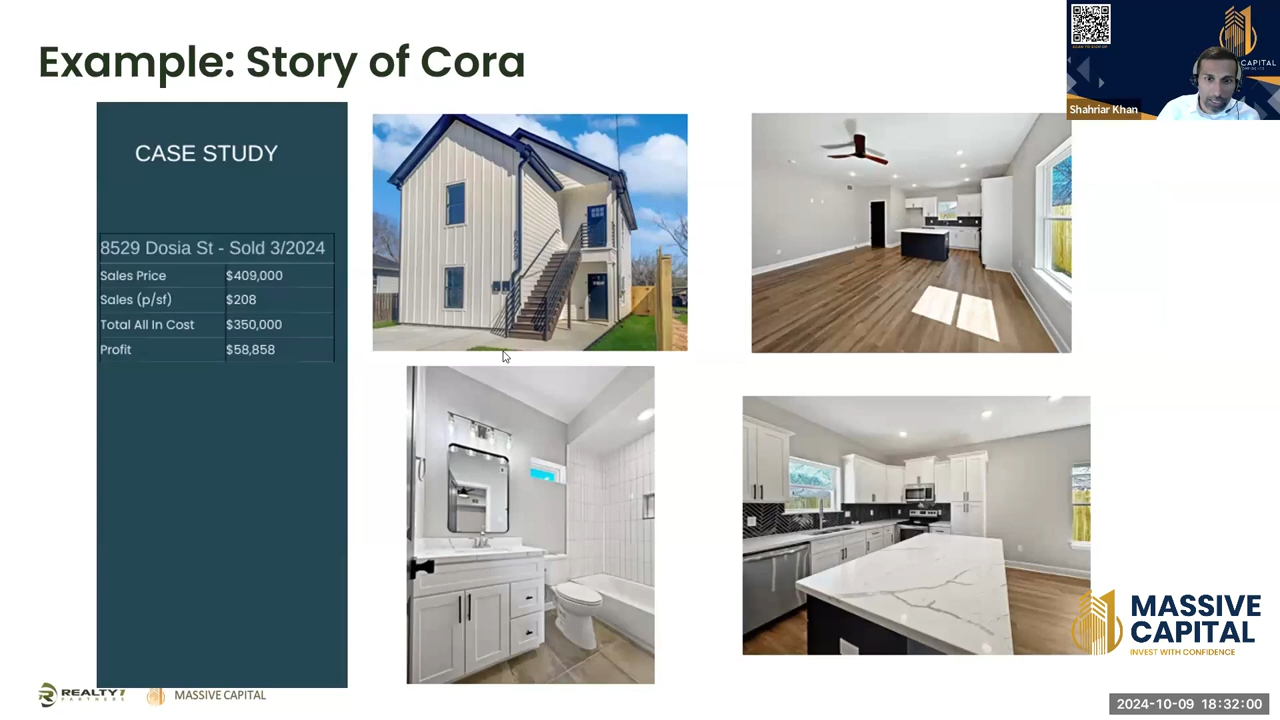 Example: Story of Cora
CAPITAL
Shahriar Khan
CASE STUDY
8529 Dosia St - Sold 3/2024
Sales Price $409,000
Sales (p/sf) $208
Total All In Cost $350,000
Profit $58,858
MASSIVE
CAPITAL
INVEST WITH CONFIDENCE
REALTY
PARTNERS
MASSIVE CAPITAL
2024-10-09 18:32:00